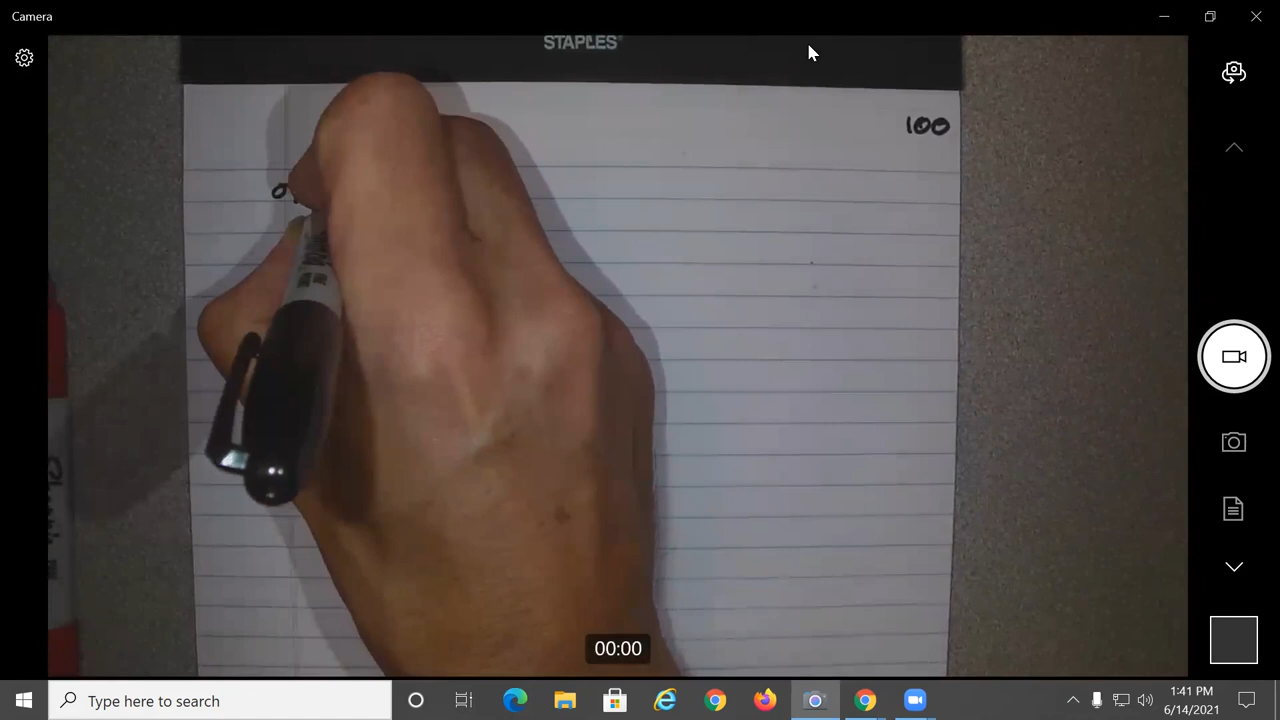 Camera
STAPLES
100
00:00
Type here to search
1:41 PM
6/14/2021